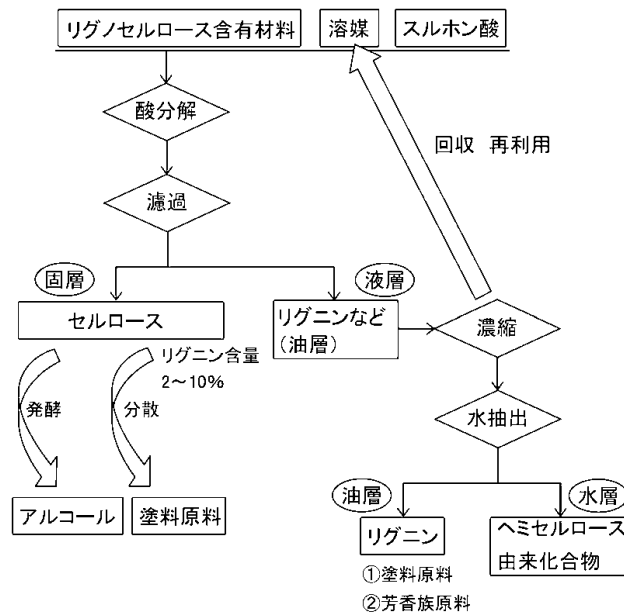 リグノセルロース含有材料
溶媒
スルホン酸
酸分解
回収 再利用
濾過
固層
液層
セルロース
リグニンなど
（油層）
濃縮
リグニン含量
2～10%
発酵
分散
水抽出
アルコール
塗料原料
油層
水層
リグニン
ヘミセルロース
由来化合物
①塗料原料
②芳香族原料